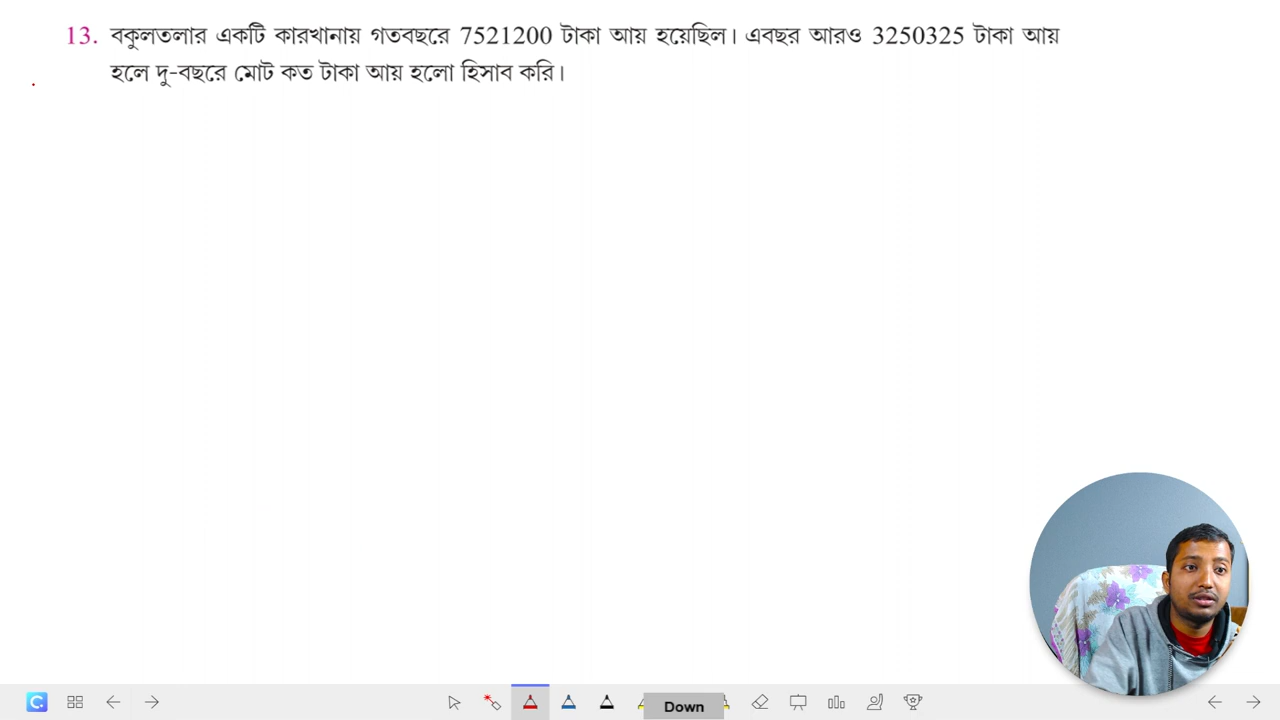 13. বকুলতলার একটি কারখানায় গতবছরে 7521200 টাকা আয় হয়েছিল। এবছর আরও 3250325 টাকা আয়
হলে দু-বছরে মোট কত টাকা আয় হলো হিসাব করি।
C
Down